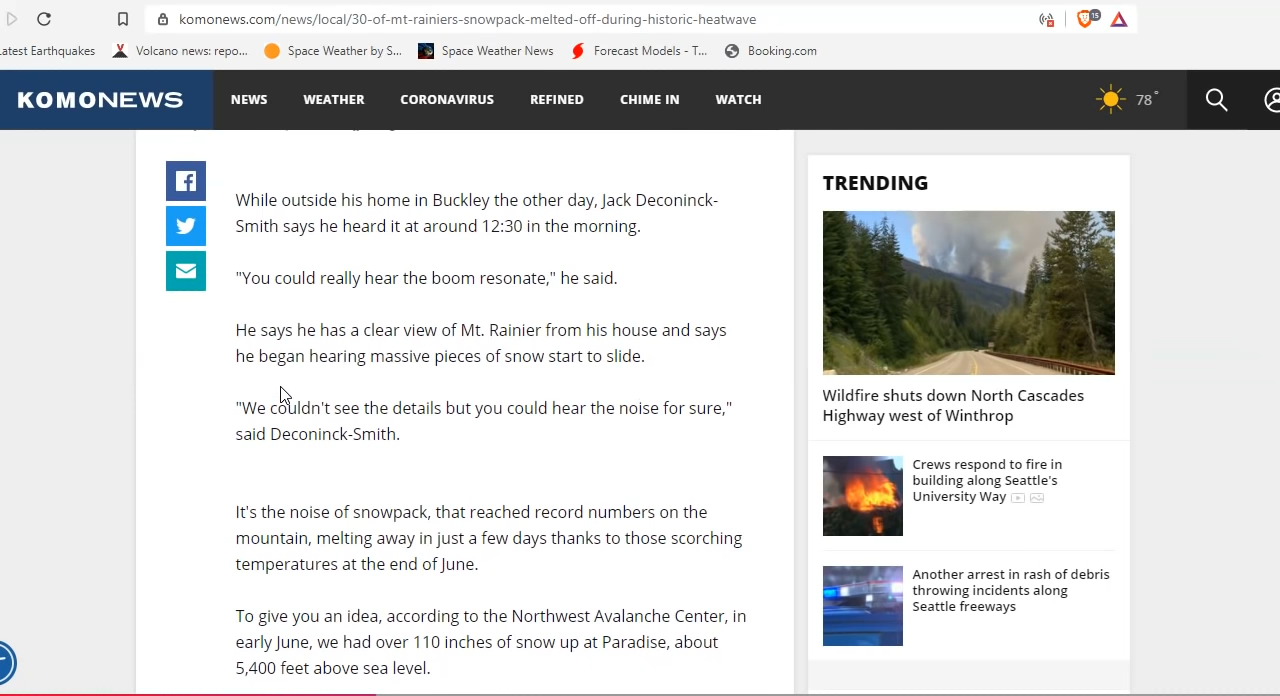 komonews.com/news/local/30-of-mt-rainiers-snowpack-melted-off-during-historic-heatwave
15
atest Earthquakes
Volcano news: repo...
Space Weather by S...
Space Weather News
Forecast Models - T...
Booking.com
KOMONEWS
NEWS
WEATHER
CORONAVIRUS
REFINED
CHIME IN
WATCH
78°
While outside his home in Buckley the other day, Jack Deconinck-
Smith says he heard it at around 12:30 in the morning.
"You could really hear the boom resonate," he said.
He says he has a clear view of Mt. Rainier from his house and says
he began hearing massive pieces of snow start to slide.
"We couldn't see the details but you could hear the noise for sure,"
said Deconinck-Smith.
It's the noise of snowpack, that reached record numbers on the
mountain, melting away in just a few days thanks to those scorching
temperatures at the end of June.
To give you an idea, according to the Northwest Avalanche Center, in
early June, we had over 110 inches of snow up at Paradise, about
5,400 feet above sea level.
TRENDING
Wildfire shuts down North Cascades
Highway west of Winthrop
Crews respond to fire in
building along Seattle's
University Way
Another arrest in rash of debris
throwing incidents along
Seattle freeways